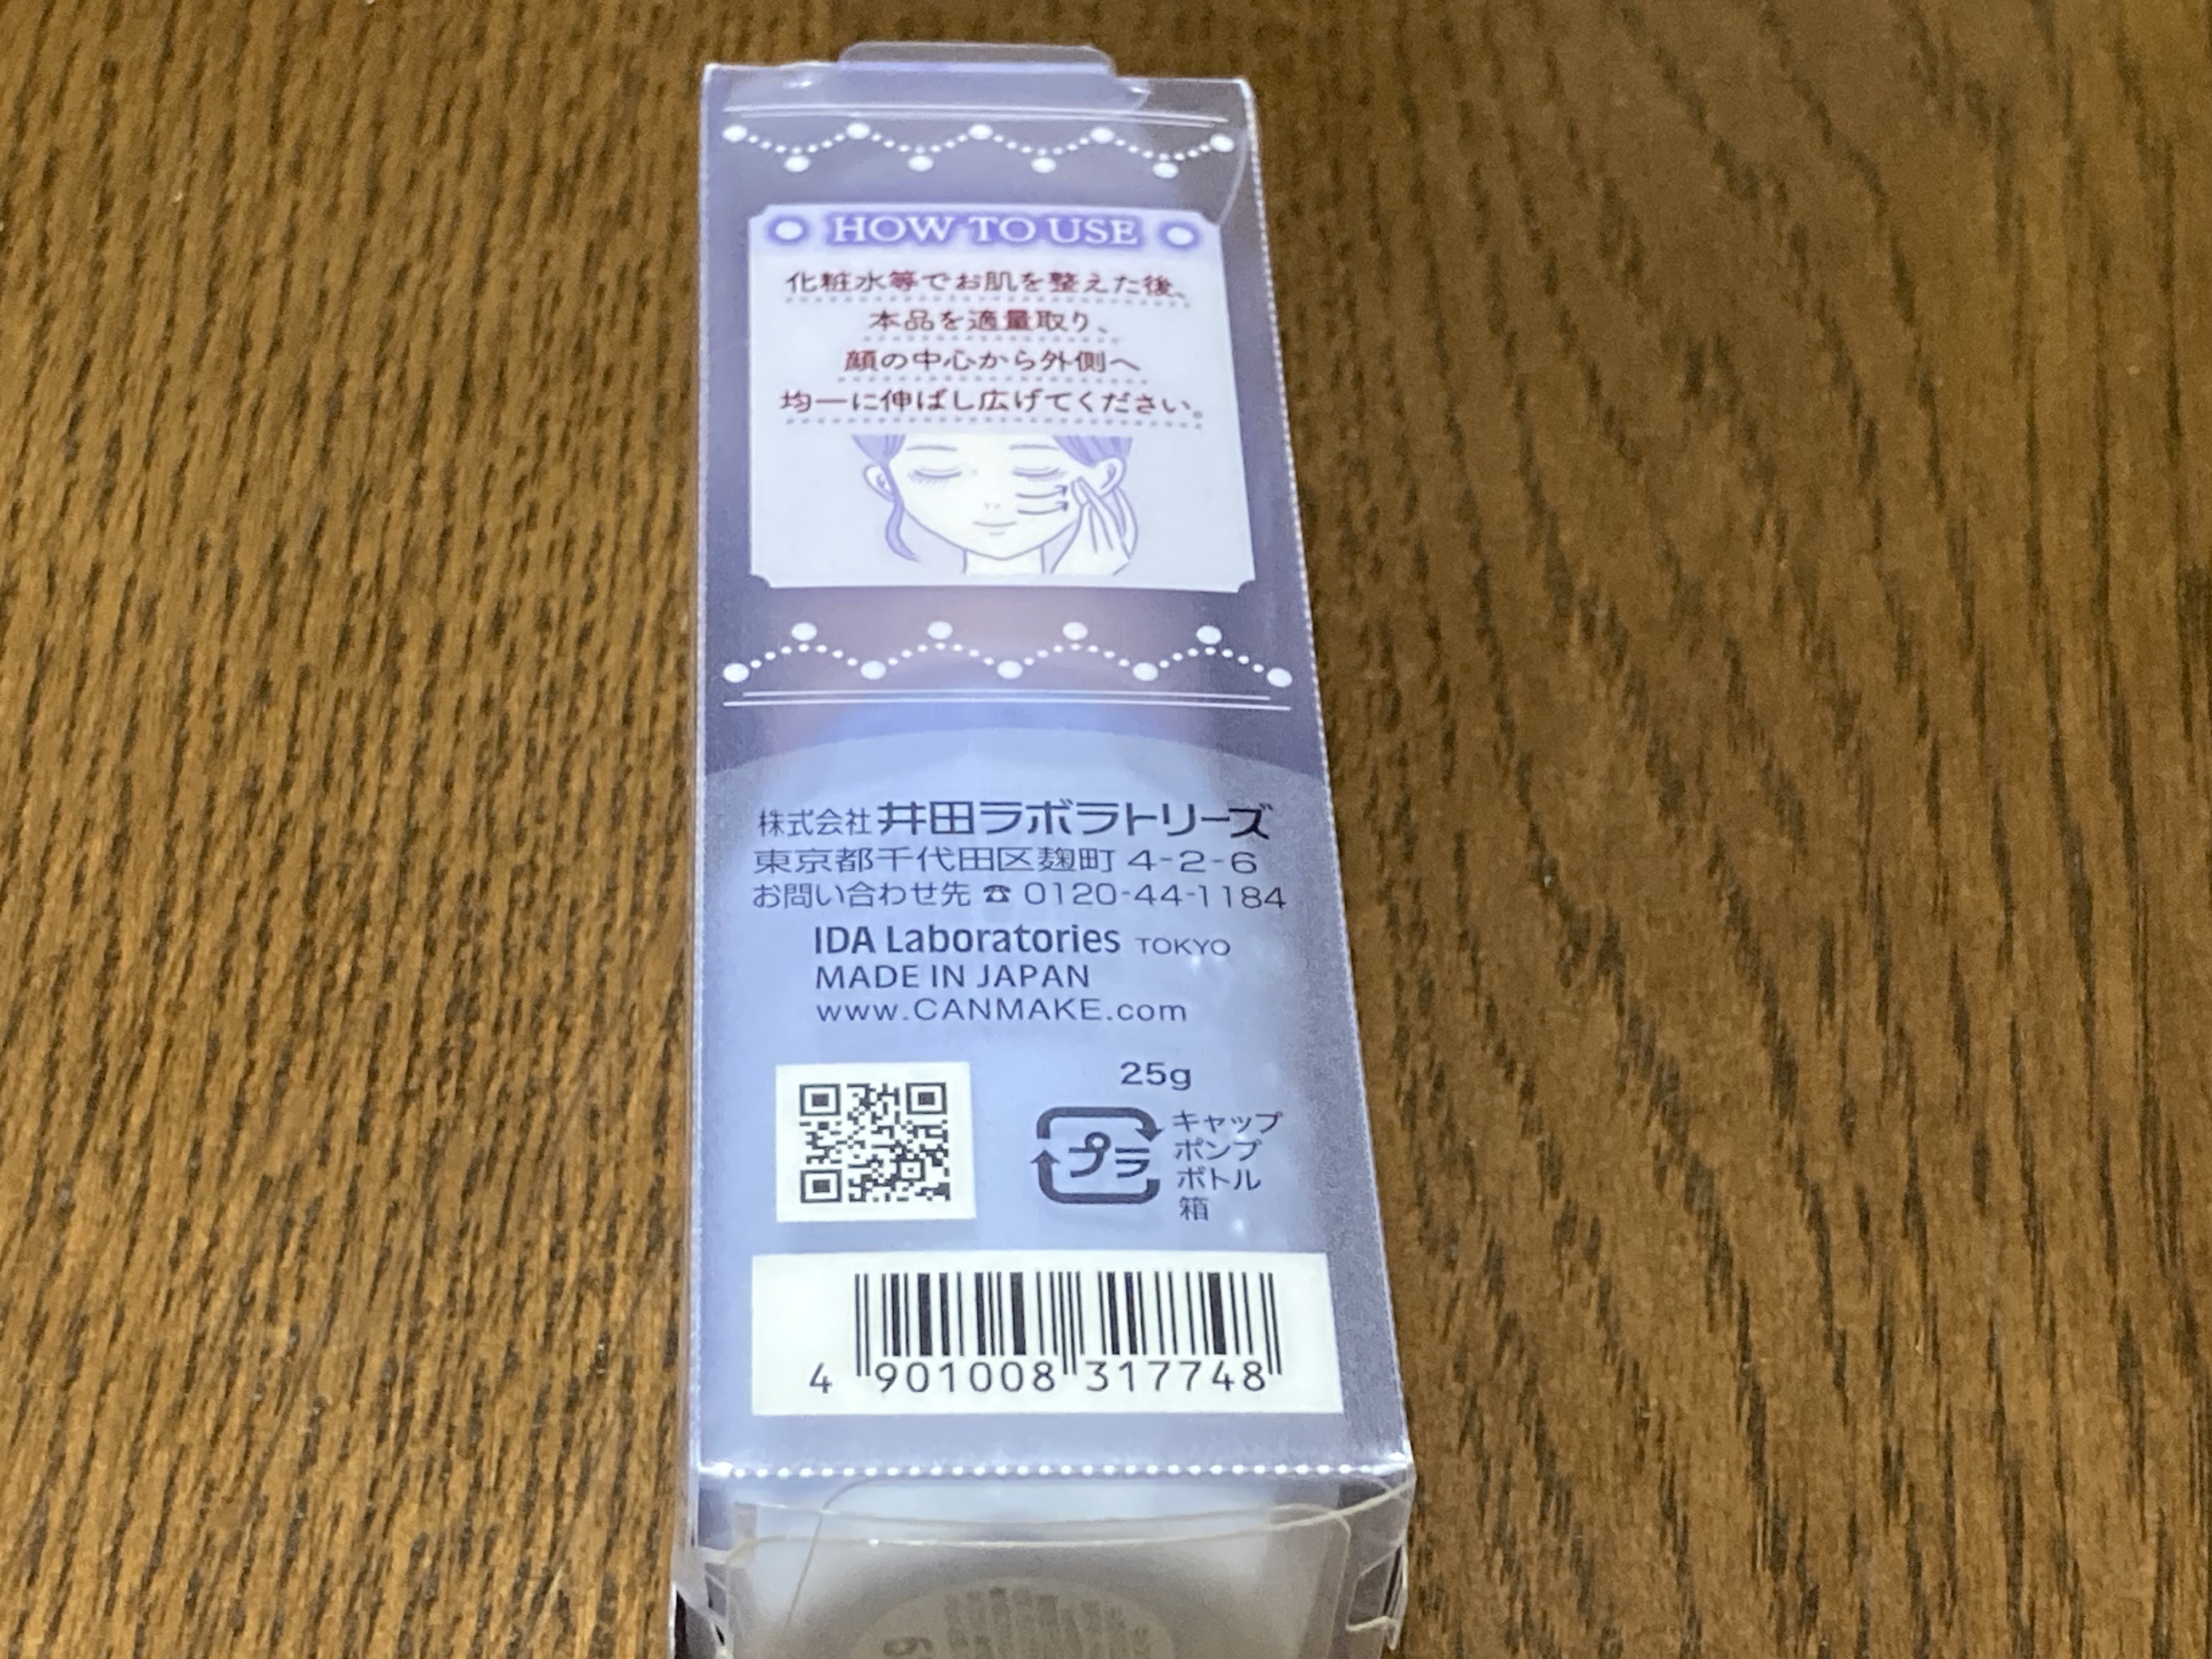 HOW TO USE
化粧水等でお肌を整えた後、
本品を適量取り、
顔の中心から外側へ
均一に伸ばし広げてください。
株式会社 井田ラボラトリーズ
東京都千代田区麹町 4-2-6
お問い合わせ先 ☎ 0120-44-1184
IDA Laboratories TOKYO
MADE IN JAPAN
www.CANMAKE.com
25g
プラ
キャップ
ポンプ
ボトル
箱
4 901008 317748